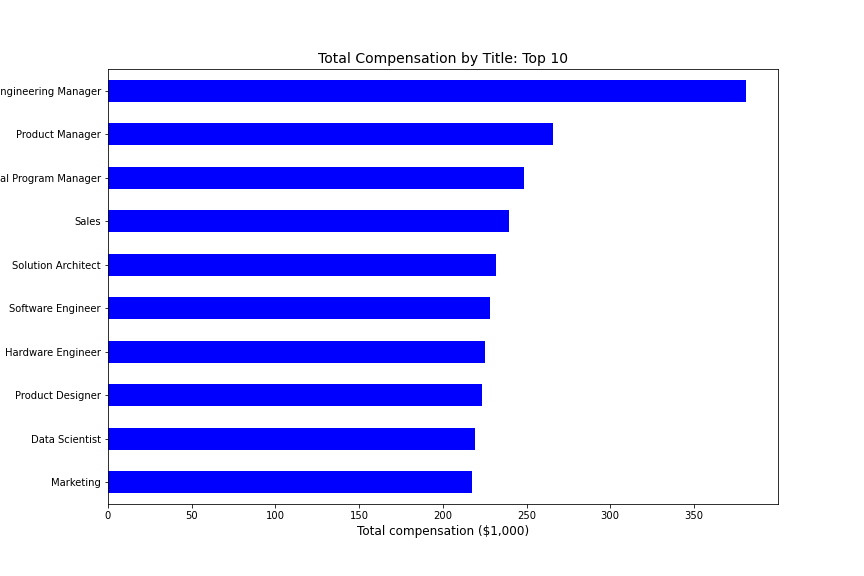 Total Compensation by Title: Top 10
ngineering Manager
Product Manager
al Program Manager
Sales
Solution Architect
Software Engineer
Hardware Engineer
Product Designer
Data Scientist
Marketing
0 50 100 150 200 250 300 350
Total compensation ($1,000)